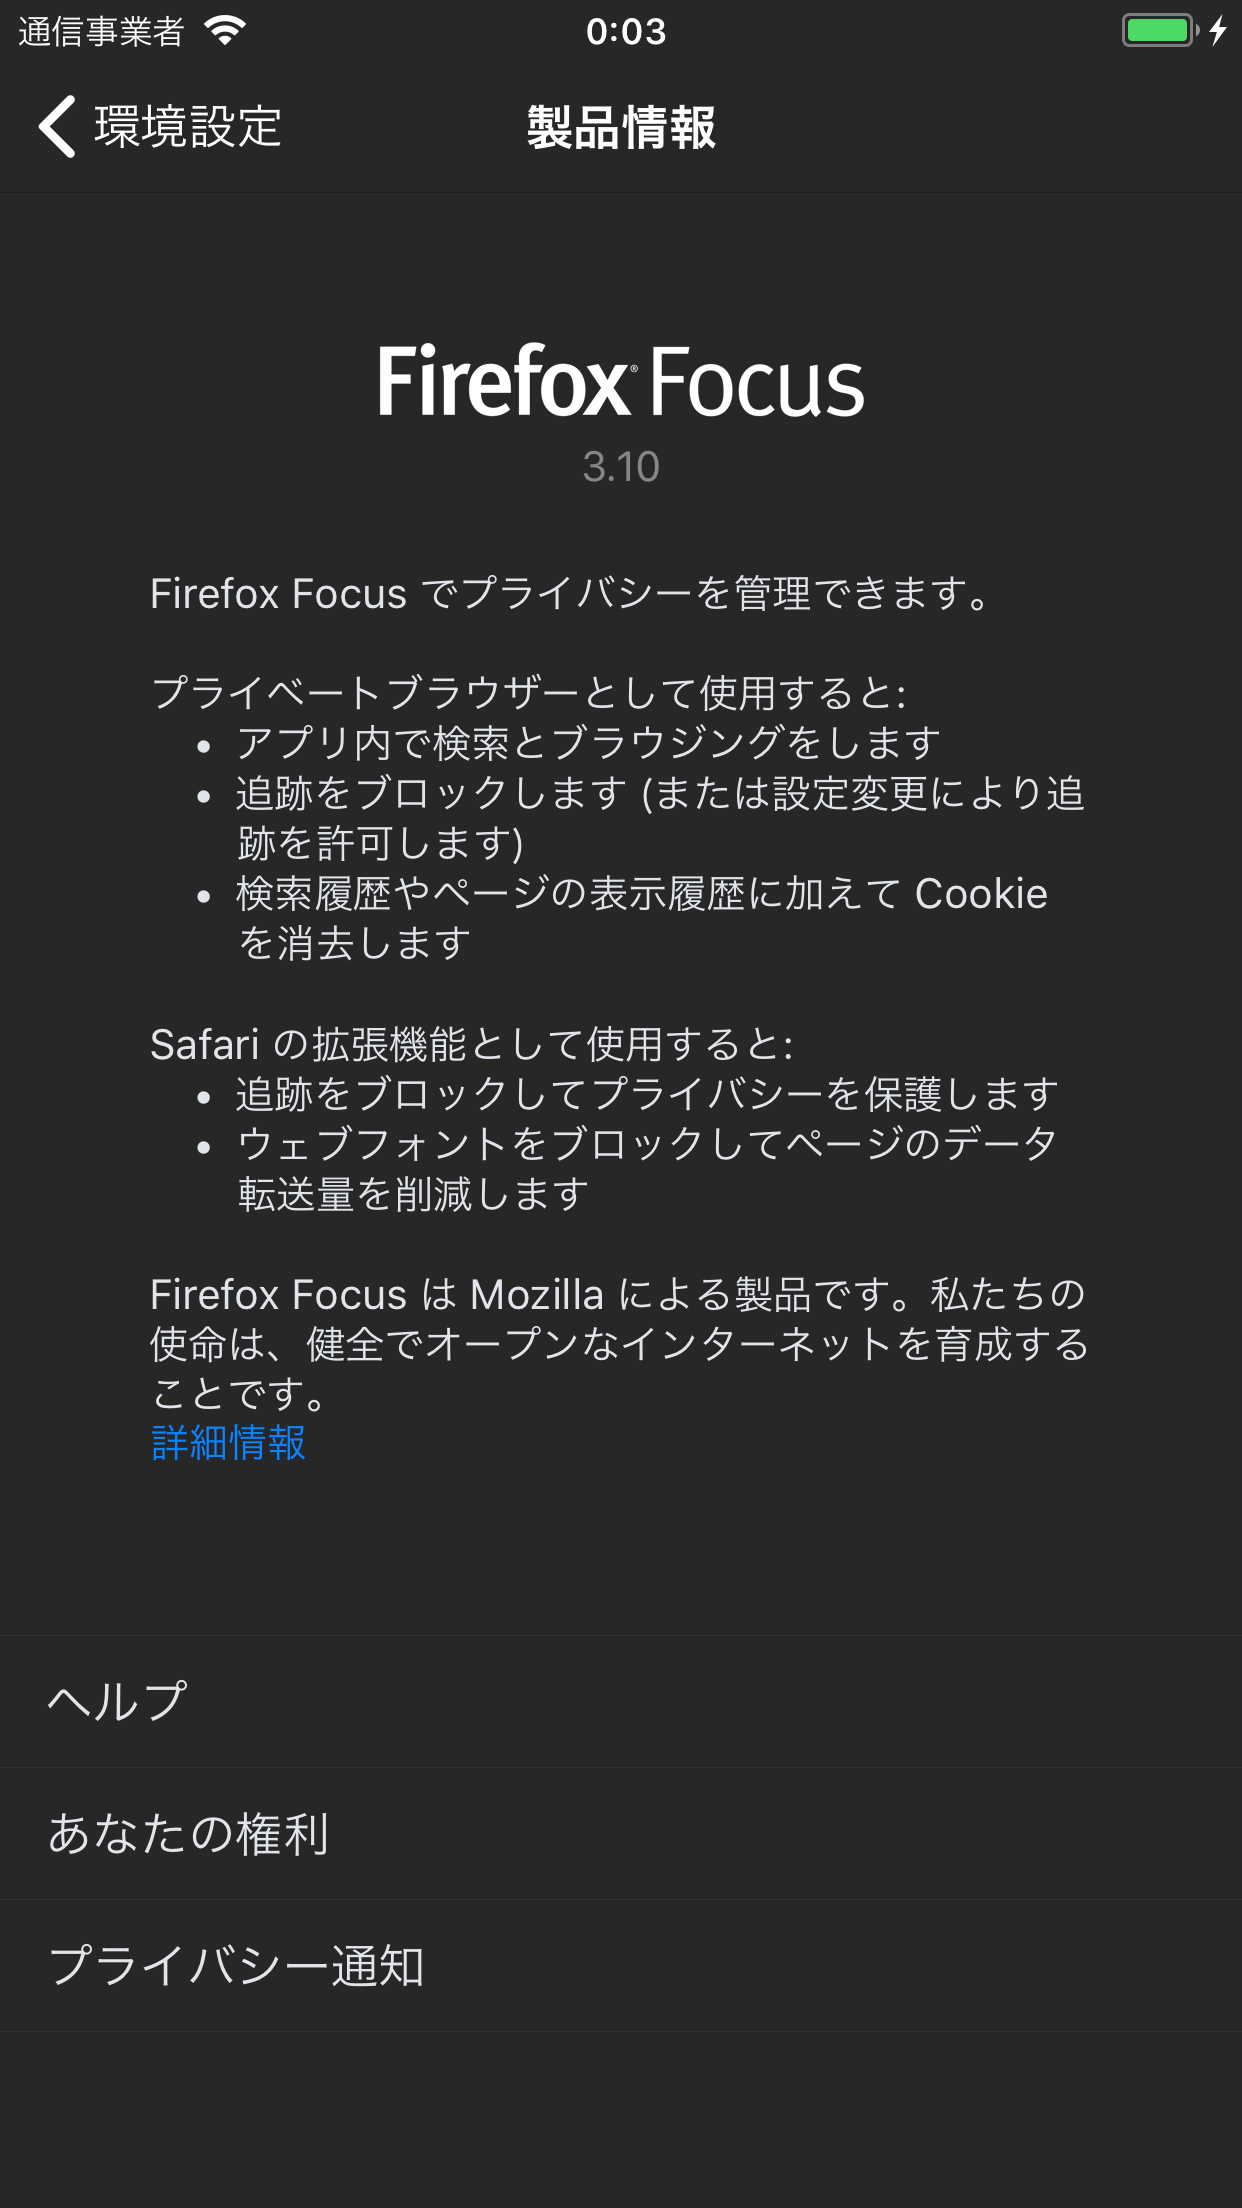 通信事業者 0:03
環境設定 製品情報
Firefox® Focus
3.10
Firefox Focus でプライバシーを管理できます。
プライベートブラウザーとして使用すると:
• アプリ内で検索とブラウジングをします
• 追跡をブロックします (または設定変更により追
跡を許可します)
• 検索履歴やページの表示履歴に加えて Cookie
を消去します
Safari の拡張機能として使用すると:
• 追跡をブロックしてプライバシーを保護します
• ウェブフォントをブロックしてページのデータ
転送量を削減します
Firefox Focus は Mozilla による製品です。私たちの
使命は、健全でオープンなインターネットを育成する
ことです。
詳細情報
ヘルプ
あなたの権利
プライバシー通知